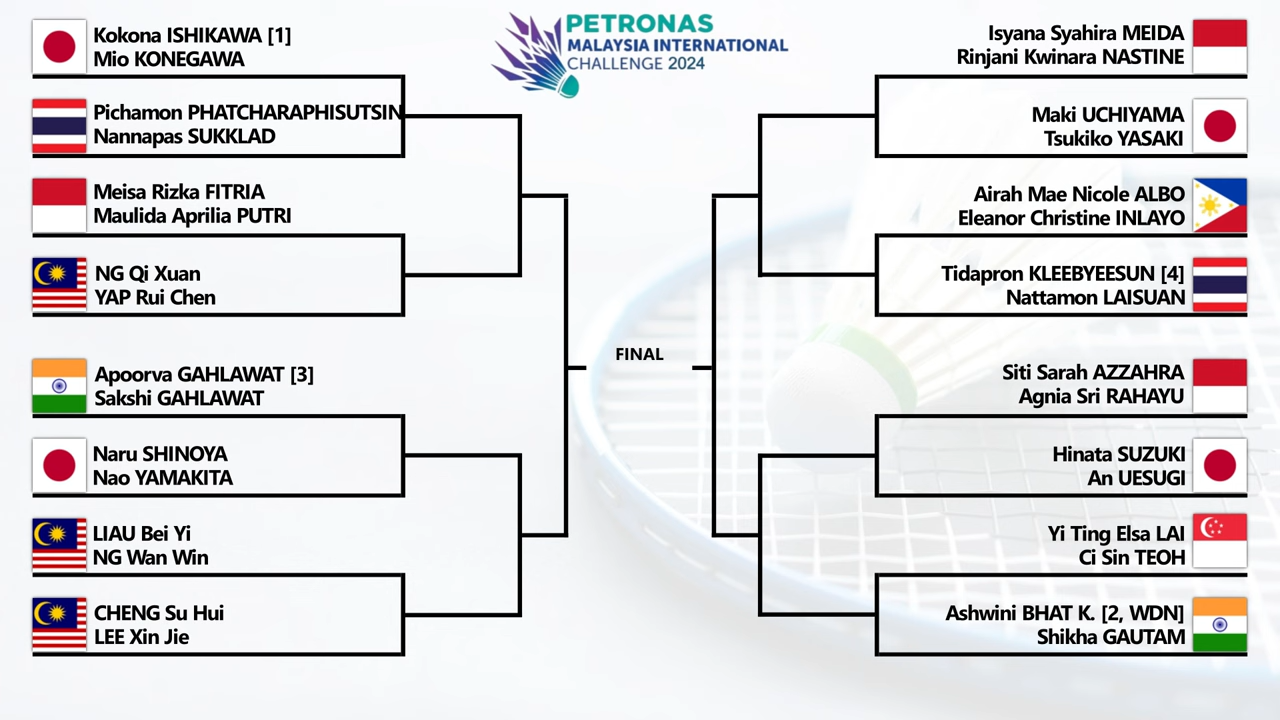 PETRONAS
MALAYSIA INTERNATIONAL
CHALLENGE 2024
Kokona ISHIKAWA [1]
Mio KONEGAWA
Pichamon PHATCHARAPHISUTSIN
Nannapas SUKKLAD
Meisa Rizka FITRIA
Maulida Aprilia PUTRI
NG Qi Xuan
YAP Rui Chen
Apoorva GAHLAWAT [3]
Sakshi GAHLAWAT
Naru SHINOYA
Nao YAMAKITA
LIAU Bei Yi
NG Wan Win
CHENG Su Hui
LEE Xin Jie
FINAL
Isyana Syahira MEIDA
Rinjani Kwinara NASTINE
Maki UCHIYAMA
Tsukiko YASAKI
Airah Mae Nicole ALBO
Eleanor Christine INLAYO
Tidapron KLEEBYEESUN [4]
Nattamon LAISUAN
Siti Sarah AZZAHRA
Agnia Sri RAHAYU
Hinata SUZUKI
An UESUGI
Yi Ting Elsa LAI
Ci Sin TEOH
Ashwini BHAT K. [2, WDN]
Shikha GAUTAM